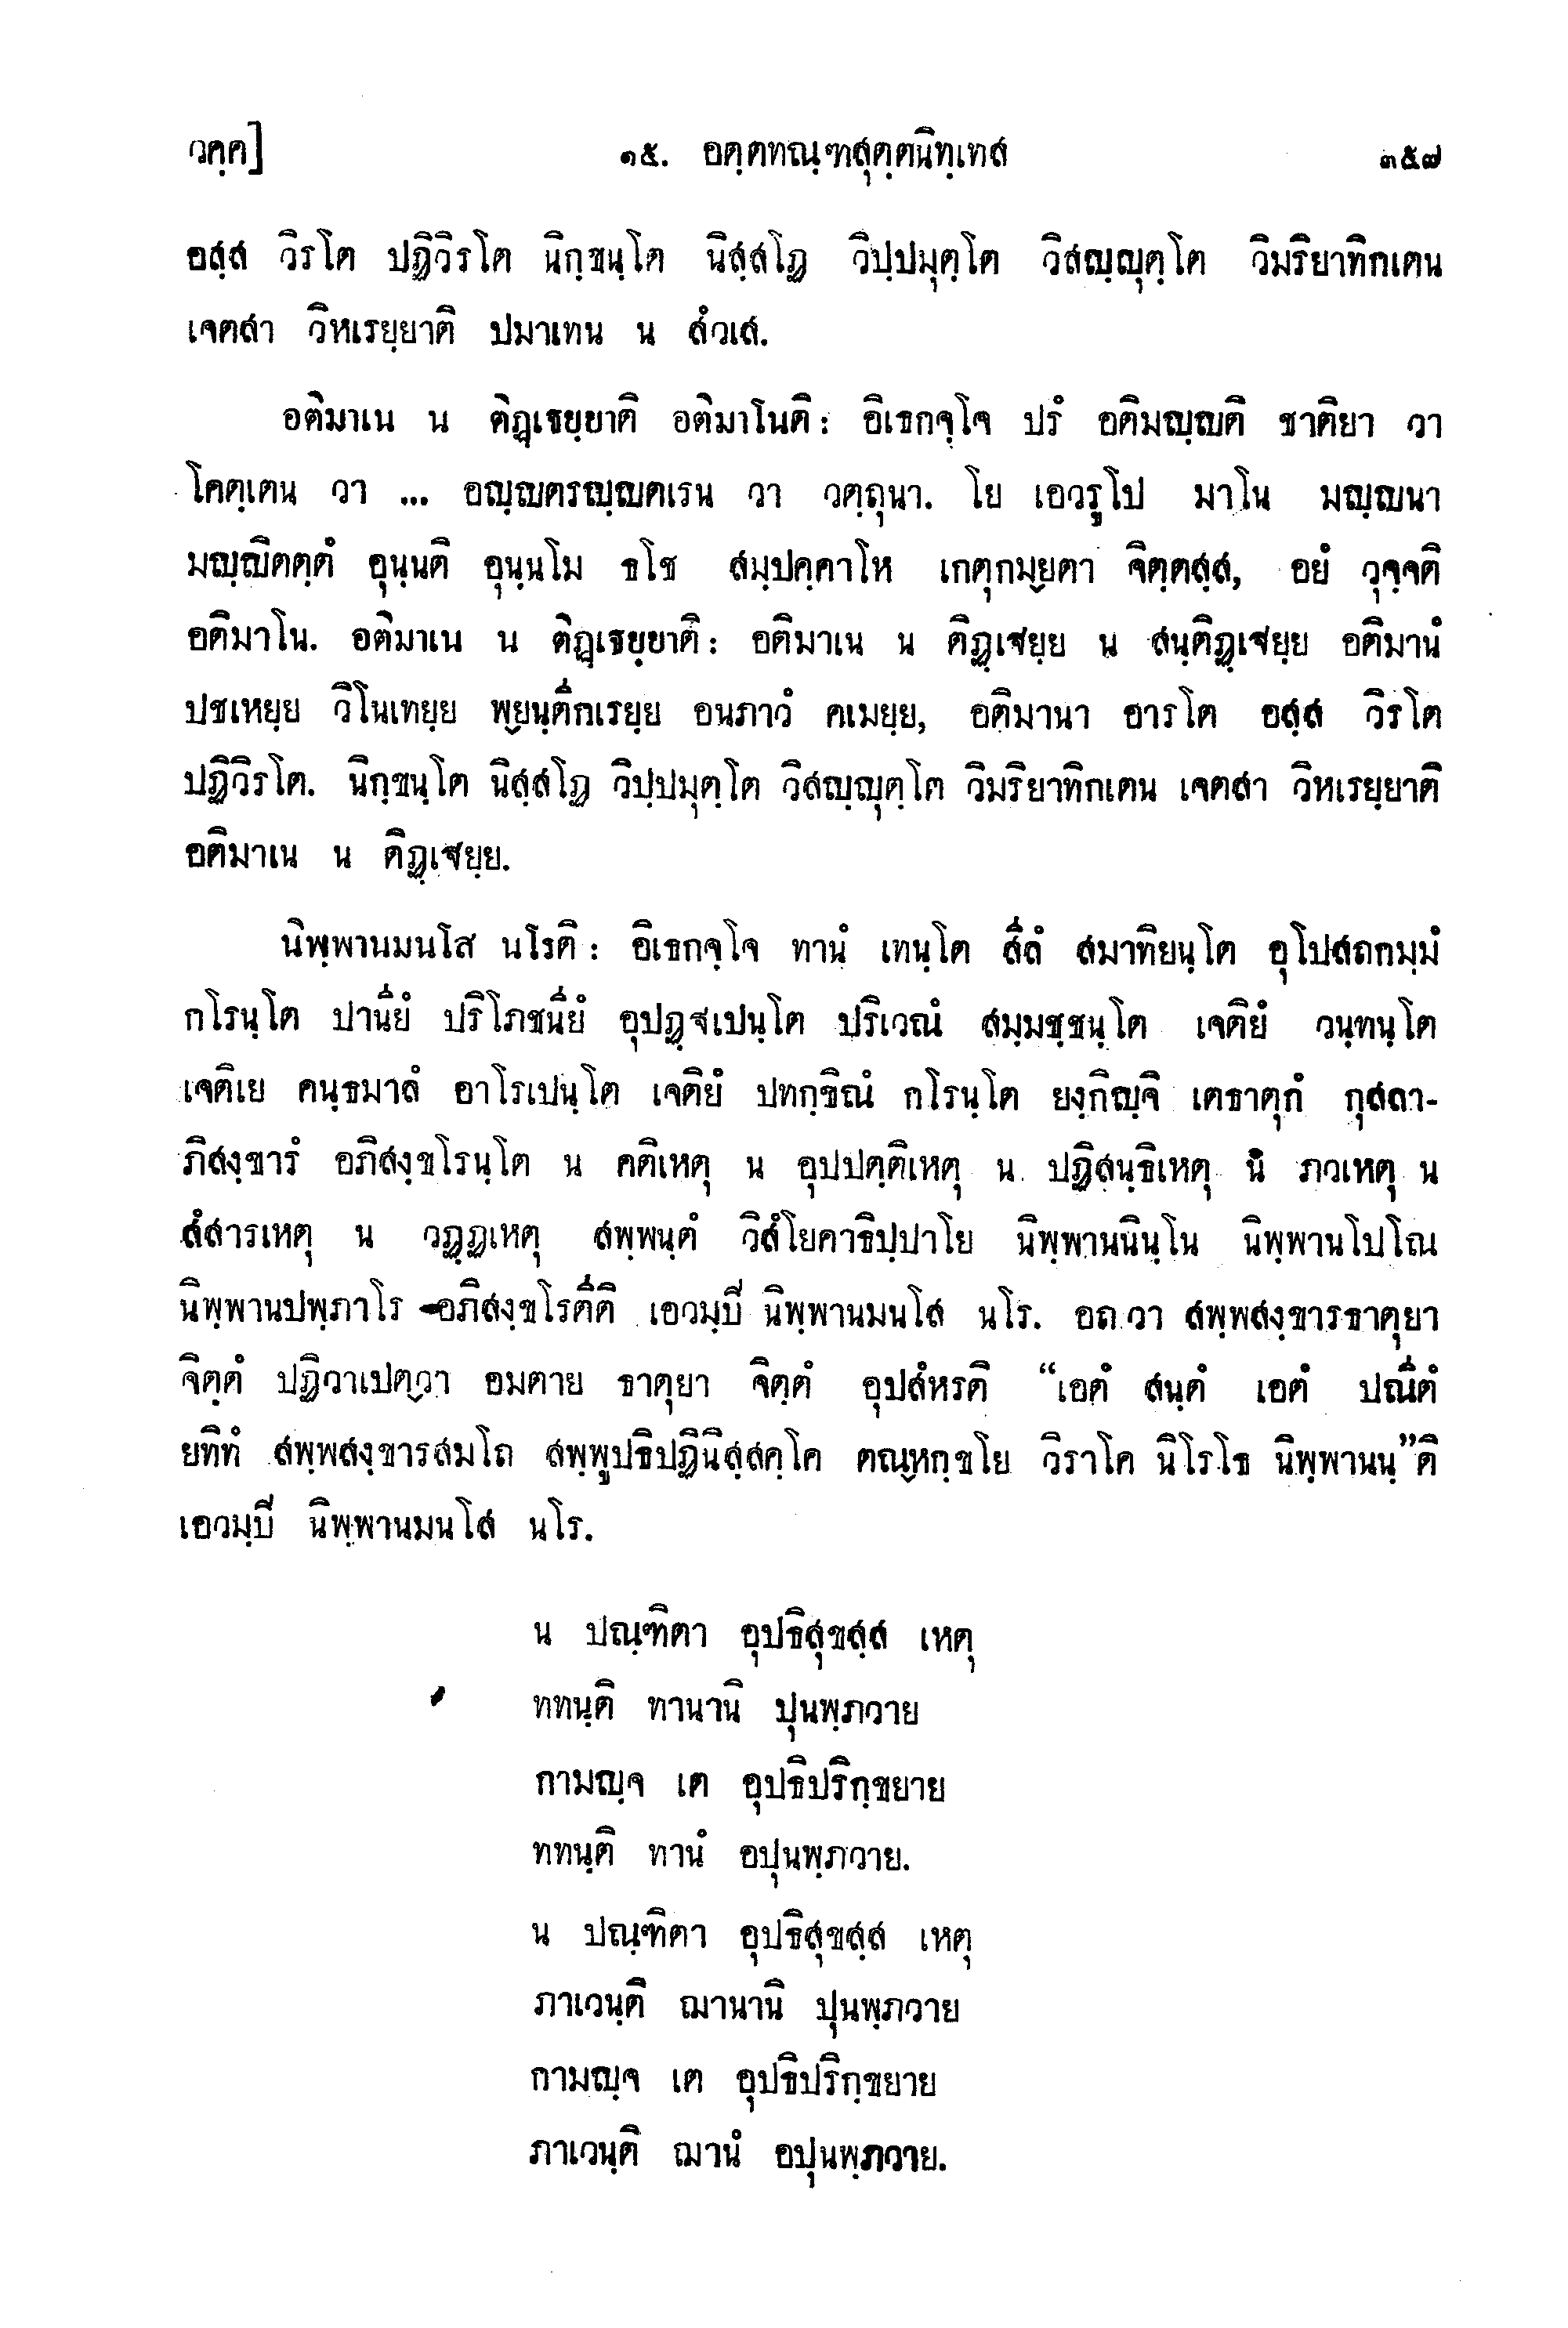 วคฺค]
๑๕. อตฺตทณฺฑสุตฺตนิทฺเทส
๓๕๗
อสฺส วิรโต ปฏิวิรโต นิกฺขนฺโต นิสฺสโฏ วิปฺปมุตฺโต วิสญฺญุตฺโต วิมริยาทิกเตน
เจตสา วิหเรยฺยาติ ปมาเทน น สํวเส.
อติมาเน น ติฏฺเฐยฺยาติ อติมาโนติ: อิเธกจฺโจ ปรํ อติมญฺญติ ชาติยา วา
โคตฺเตน วา ... อญฺญตรญฺญตเรน วา วตฺถุนา. โย เอวรูโป มาโน มญฺญนา
มญฺญิตตฺตํ อุนฺนติ อุนฺนโม ธโช สมฺปคฺคาโห เกตุกมฺยตา จิตฺตสฺส, อยํ วุจฺจติ
อติมาโน. อติมาเน น ติฏฺเฐยฺยาติ: อติมาเน น ติฏฺเฐยฺย น สนฺติฏฺเฐยฺย อติมานํ
ปชเหยฺย วิโนเทยฺย พฺยนฺตีกเรยฺย อนภาวํ คเมยฺย, อติมานา อารโต อสฺส วิรโต
ปฏิวิรโต. นิกฺขนฺโต นิสฺสโฏ วิปฺปมุตฺโต วิสญฺญุตฺโต วิมริยาทิกเตน เจตสา วิหเรยฺยาติ
อติมาเน น ติฏฺเฐยฺย.
นิพฺพานมนโส นโรติ: อิเธกจฺโจ ทานํ เทนฺโต สีลํ สมาทิยนฺโต อุโปสถกมฺมํ
กโรนฺโต ปานียํ ปริโภชนียํ อุปฏฺฐเปนฺโต ปริเวณํ สมฺมชฺชนฺโต เจติยํ วนฺทนฺโต
เจติเย คนฺธมาลํ อาโรเปนฺโต เจติยํ ปทกฺขิณํ กโรนฺโต ยงฺกิญฺจิ เตธาตุกํ กุสลา-
ภิสงฺขารํ อภิสงฺขโรนฺโต น คติเหตุ น อุปปตฺติเหตุ น ปฏิสนฺธิเหตุ น ภวเหตุ น
สํสารเหตุ น วฏฺฏเหตุ สพฺพนฺตํ วิสํโยคาธิปฺปาโย นิพฺพานนินฺโน นิพฺพานโปโณ
นิพฺพานปพฺภาโร อภิสงฺขโรตีติ เอวมฺปิ นิพฺพานมนโส นโร. อถ วา สพฺพสงฺขารธาตุยา
จิตฺตํ ปฏิวาเปตฺวา อมตาย ธาตุยา จิตฺตํ อุปสํหรติ “เอตํ สนฺตํ เอตํ ปณีตํ
ยทิทํ สพฺพสงฺขารสมโถ สพฺพูปธิปฏินิสฺสคฺโค ตณฺหกฺขโย วิราโค นิโรโธ นิพฺพานนฺ”ติ
เอวมฺปิ นิพฺพานมนโส นโร.
น ปณฺฑิตา อุปธิสุขสฺส เหตุ
ททนฺติ ทานานิ ปุนพฺภวาย
กามญฺจ เต อุปธิปริกฺขยาย
ททนฺติ ทานํ อปุนพฺภวาย.
น ปณฺฑิตา อุปธิสุขสฺส เหตุ
ภาเวนฺติ ฌานานิ ปุนพฺภวาย
กามญฺจ เต อุปธิปริกฺขยาย
ภาเวนฺติ ฌานํ อปุนพฺภวาย.